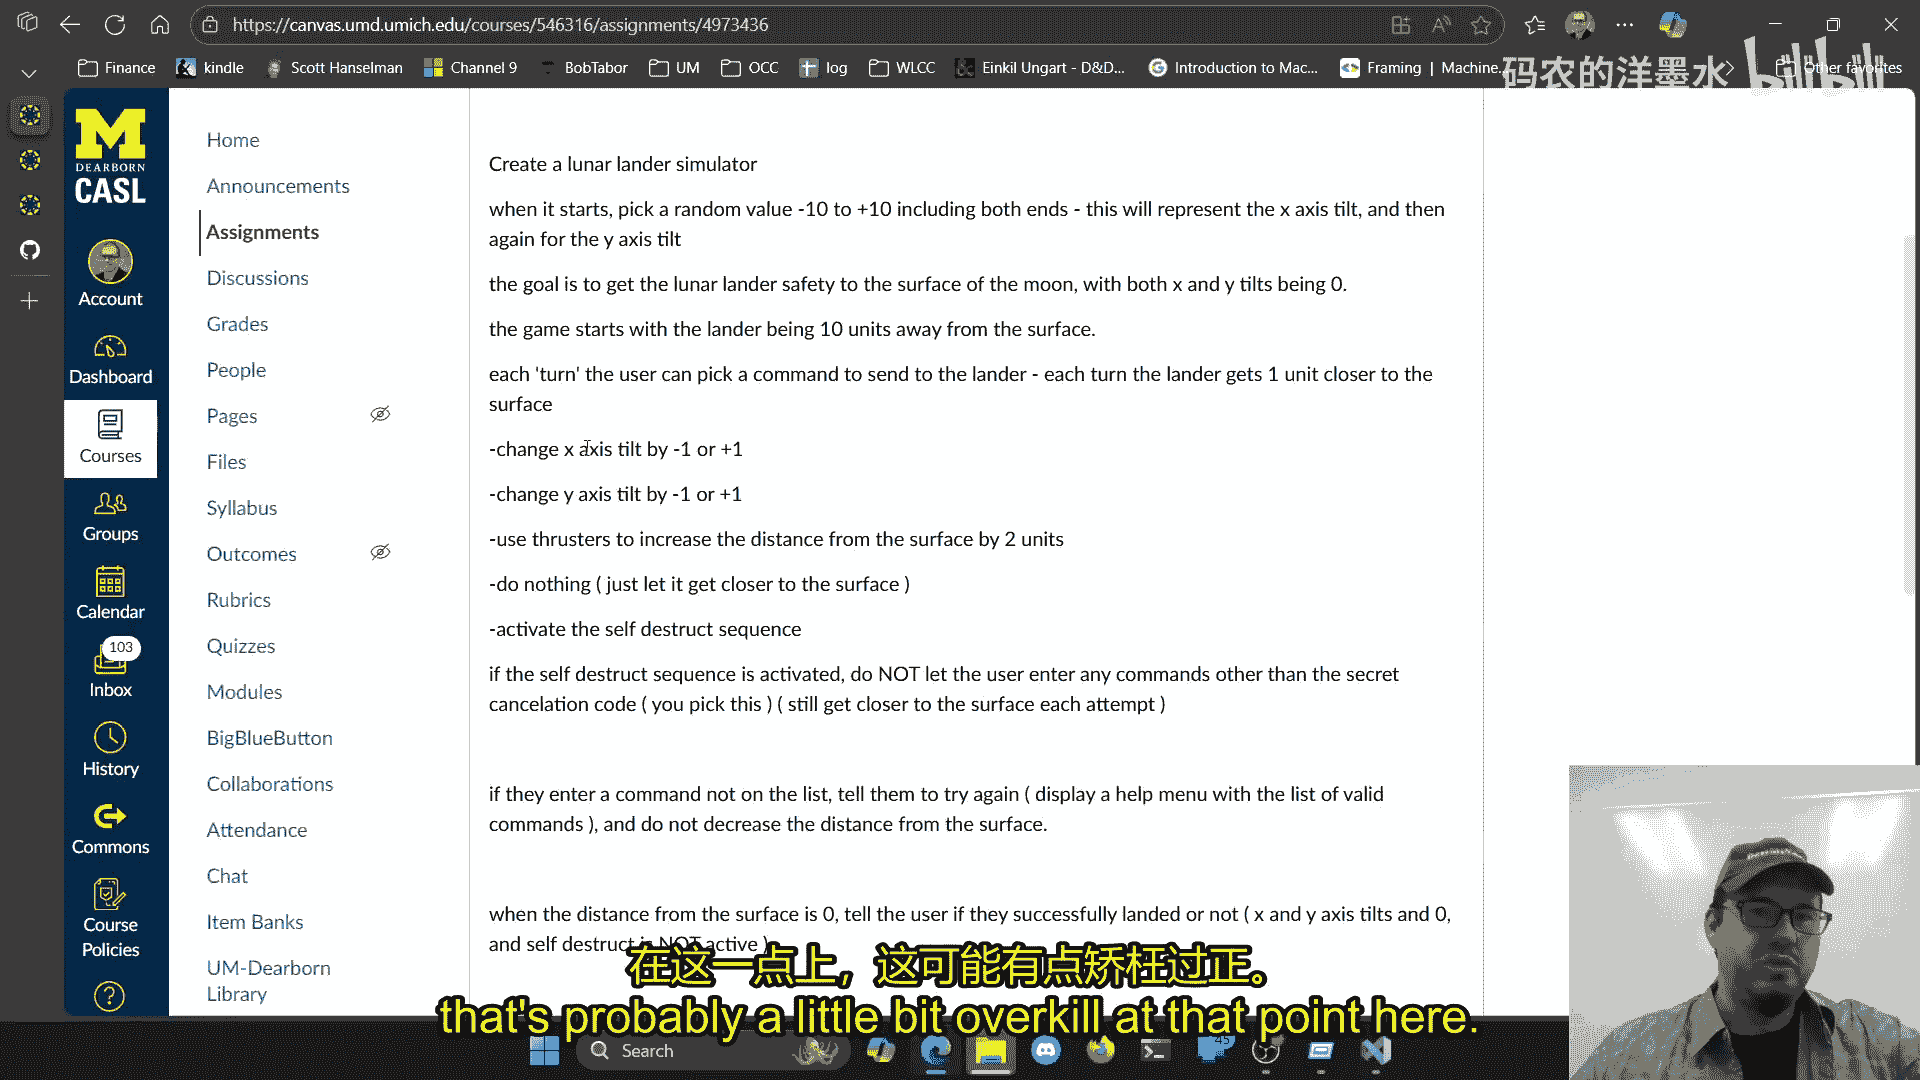 https://canvas.umd.umich.edu/courses/546316/assignments/4973436
Finance
kindle
Scott Hanselman
Channel 9
BobTabor
UM
OCC
log
WLCC
Einkil Ungart - D&D...
Introduction to Mac...
Framing | Machine...
Other favorites
码农的洋墨水
bilibili
M
DEARBORN
CASL
Account
Dashboard
Courses
Groups
Calendar
103
Inbox
History
Commons
Course
Policies
Home
Announcements
Assignments
Discussions
Grades
People
Pages
Files
Syllabus
Outcomes
Rubrics
Quizzes
Modules
BigBlueButton
Collaborations
Attendance
Chat
Item Banks
UM-Dearborn
Library
Create a lunar lander simulator
when it starts, pick a random value -10 to +10 including both ends - this will represent the x axis tilt, and then
again for the y axis tilt
the goal is to get the lunar lander safety to the surface of the moon, with both x and y tilts being 0.
the game starts with the lander being 10 units away from the surface.
each 'turn' the user can pick a command to send to the lander - each turn the lander gets 1 unit closer to the
surface
-change x axis tilt by -1 or +1
-change y axis tilt by -1 or +1
-use thrusters to increase the distance from the surface by 2 units
-do nothing ( just let it get closer to the surface )
-activate the self destruct sequence
if the self destruct sequence is activated, do NOT let the user enter any commands other than the secret
cancelation code ( you pick this ) ( still get closer to the surface each attempt )
if they enter a command not on the list, tell them to try again ( display a help menu with the list of valid
commands ), and do not decrease the distance from the surface.
when the distance from the surface is 0, tell the user if they successfully landed or not ( x and y axis tilts and 0,
and self destruct is NOT active )
在这一点上，这可能有点矫枉过正。
that's probably a little bit overkill at that point here.
Search
45